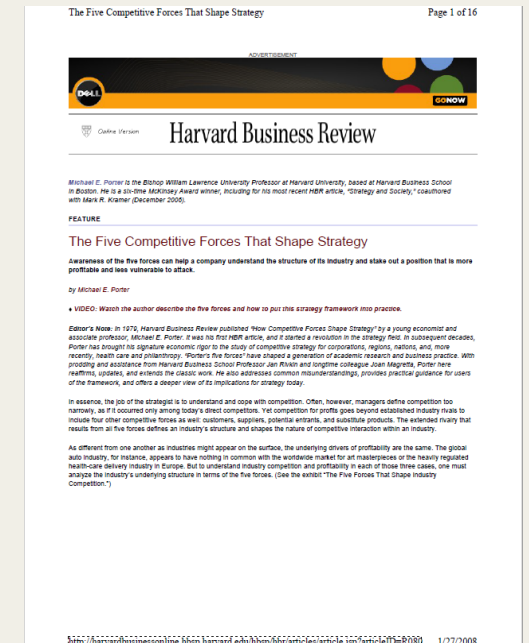 The Five Competitive Forces That Shape Strategy Page 1 of 16
ADVERTISEMENT
DELL
GONOW
Online Version Harvard Business Review
Michael E. Porter is the Bishop William Lawrence University Professor at Harvard University, based at Harvard Business School
in Boston. He is a six-time McKinsey Award winner, including for his most recent HBR article, "Strategy and Society," coauthored
with Mark R. Kramer (December 2006).
FEATURE
The Five Competitive Forces That Shape Strategy
Awareness of the five forces can help a company understand the structure of its industry and stake out a position that is more
profitable and less vulnerable to attack.
by Michael E. Porter
♦ VIDEO: Watch the author describe the five forces and how to put this strategy framework into practice.
Editor's Note: In 1979, Harvard Business Review published "How Competitive Forces Shape Strategy" by a young economist and
associate professor, Michael E. Porter. It was his first HBR article, and it started a revolution in the strategy field. In subsequent decades,
Porter has brought his signature economic rigor to the study of competitive strategy for corporations, regions, nations, and, more
recently, health care and philanthropy. "Porter's five forces" have shaped a generation of academic research and business practice. With
prodding and assistance from Harvard Business School Professor Jan Rivkin and longtime colleague Joan Magretta, Porter here
reaffirms, updates, and extends the classic work. He also addresses common misunderstandings, provides practical guidance for users
of the framework, and offers a deeper view of its implications for strategy today.
In essence, the job of the strategist is to understand and cope with competition. Often, however, managers define competition too
narrowly, as if it occurred only among today's direct competitors. Yet competition for profits goes beyond established industry rivals to
include four other competitive forces as well: customers, suppliers, potential entrants, and substitute products. The extended rivalry that
results from all five forces defines an industry's structure and shapes the nature of competitive interaction within an industry.
As different from one another as industries might appear on the surface, the underlying drivers of profitability are the same. The global
auto industry, for instance, appears to have nothing in common with the worldwide market for art masterpieces or the heavily regulated
health-care delivery industry in Europe. But to understand industry competition and profitability in each of those three cases, one must
analyze the industry's underlying structure in terms of the five forces. (See the exhibit "The Five Forces That Shape Industry
Competition.")
http://harvardbusinessonline.hbsp.harvard.edu/hbsp/hbr/articles/article.jsp?articleID=R080... 1/27/2008